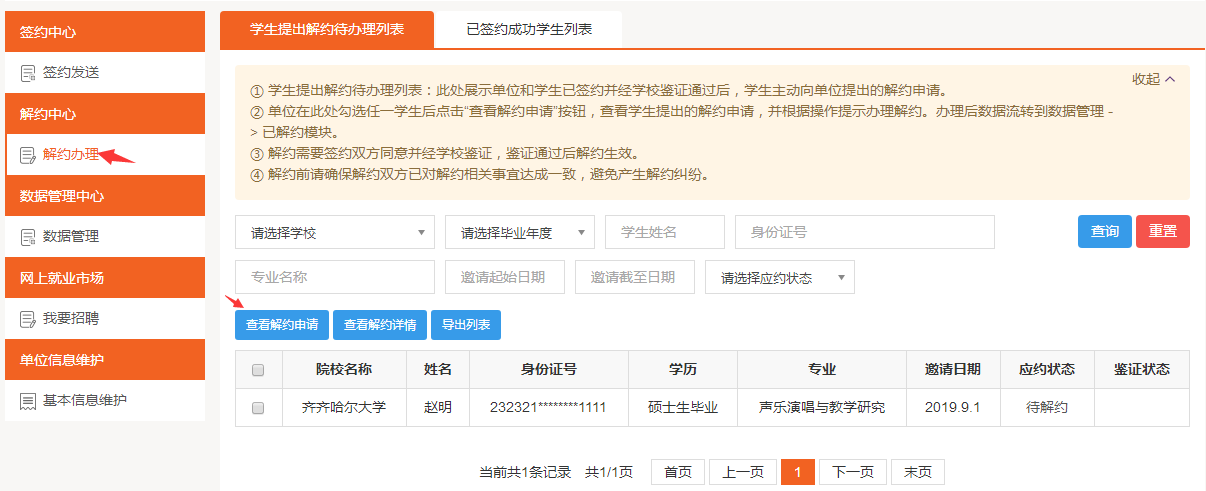 签约中心
签约发送
解约中心
解约办理
数据管理中心
数据管理
网上就业市场
我要招聘
单位信息维护
基本信息维护
学生提出解约待办理列表 已签约成功学生列表
收起
① 学生提出解约待办理列表：此处展示单位和学生已签约并经学校鉴证通过后，学生主动向单位提出的解约申请。
② 单位在此处勾选任一学生后点击“查看解约申请”按钮，查看学生提出的解约申请，并根据操作提示办理解约。办理后数据流转到数据管理 -
> 已解约模块。
③ 解约需要签约双方同意并经学校鉴证，鉴证通过后解约生效。
④ 解约前请确保解约双方已对解约相关事宜达成一致，避免产生解约纠纷。
请选择学校 请选择毕业年度 学生姓名 身份证号 查询 重置
专业名称 邀请起始日期 邀请截至日期 请选择应约状态
查看解约申请 查看解约详情 导出列表
院校名称 姓名 身份证号 学历 专业 邀请日期 应约状态 鉴证状态
齐齐哈尔大学 赵明 232321********1111 硕士生毕业 声乐演唱与教学研究 2019.9.1 待解约
当前共1条记录 共1/1页 首页 上一页 1 下一页 末页